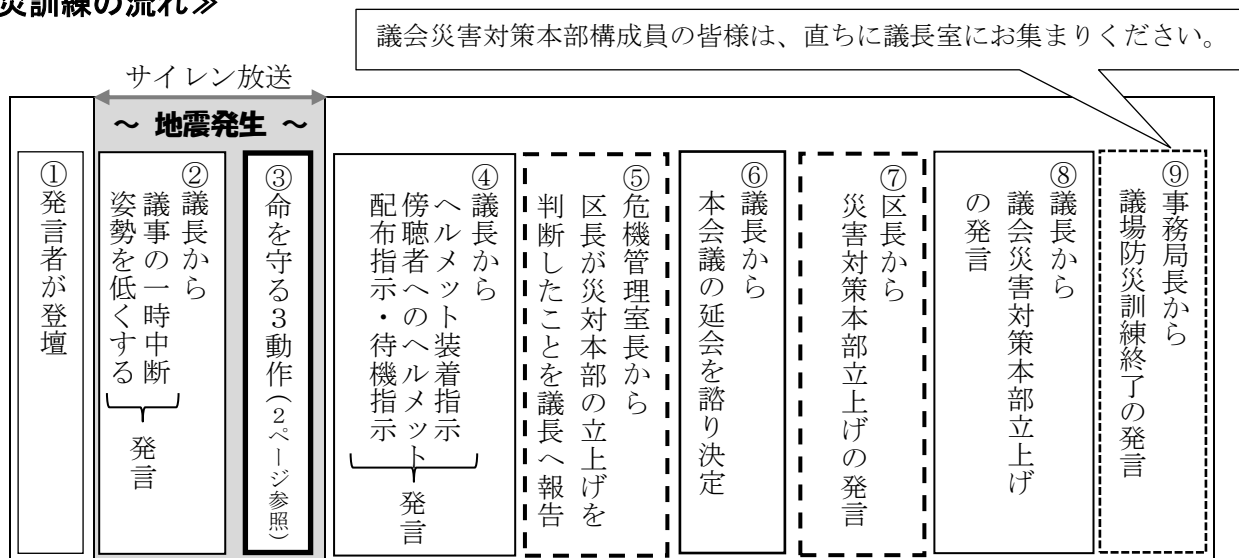 災訓練の流れ≫
議会災害対策本部構成員の皆様は、直ちに議長室にお集まりください。
サイレン放送
～ 地震発生 ～
①発言者が登壇
②議長から
議事の一時中断
姿勢を低くする
発言
③命を守る3動作(2ページ参照)
④議長から
ヘルメット装着指示
傍聴者へのヘルメット
配布指示・待機指示
発言
⑤危機管理室長から
区長が災対本部の立上げを
判断したことを議長へ報告
⑥議長から
本会議の延会を諮り決定
⑦区長から
災害対策本部立上げの発言
⑧議長から
議会災害対策本部立上げ
の発言
⑨事務局長から
議場防災訓練終了の発言